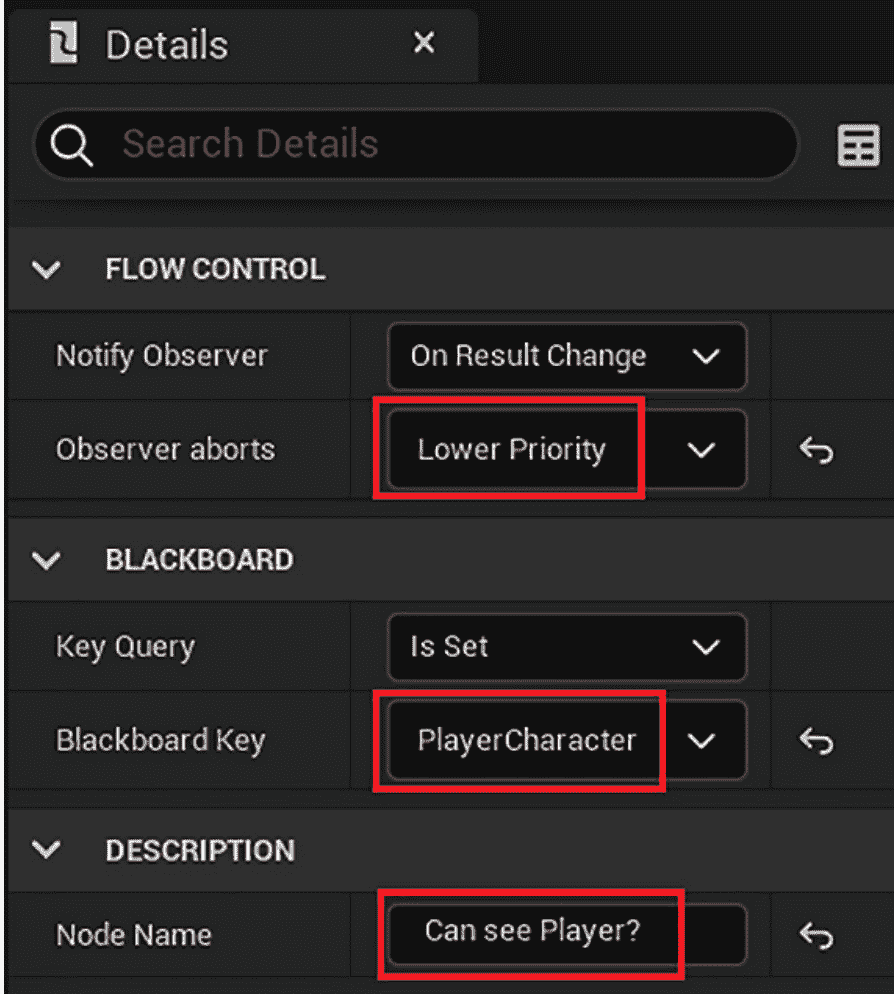 Details
Search Details
FLOW CONTROL
Notify Observer On Result Change
Observer aborts Lower Priority
BLACKBOARD
Key Query Is Set
Blackboard Key PlayerCharacter
DESCRIPTION
Node Name Can see Player?